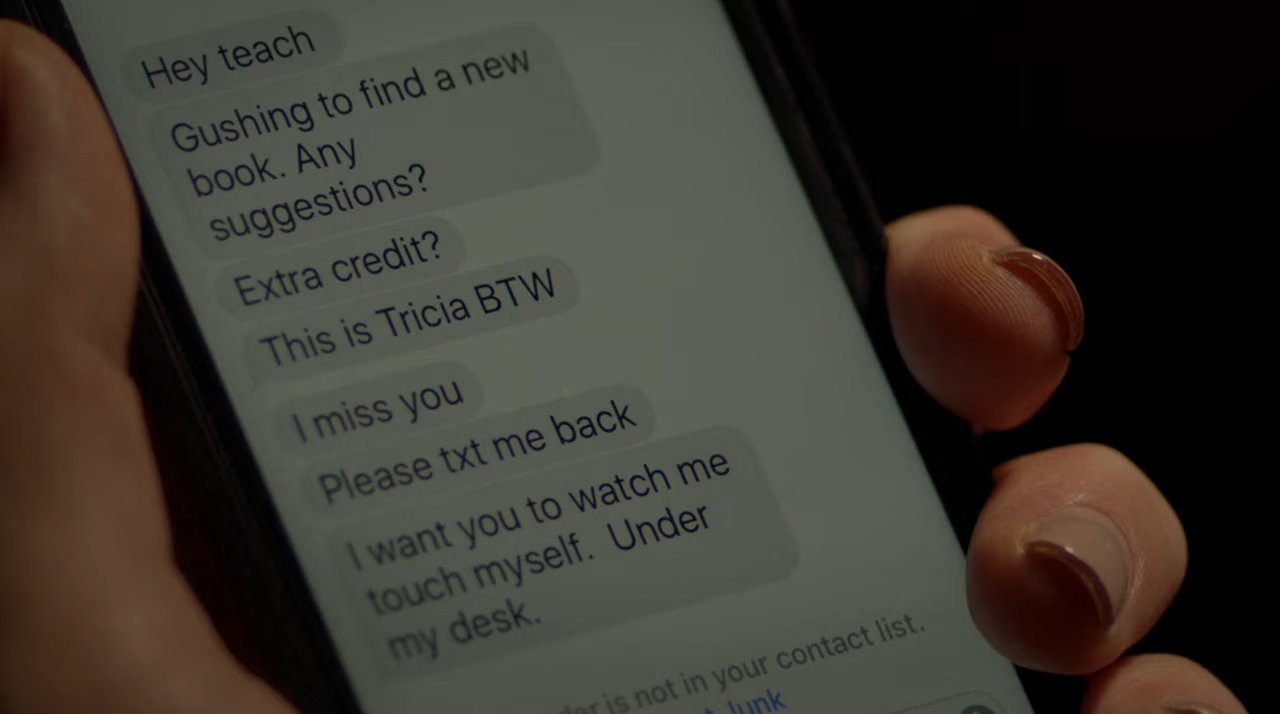 Hey teach
Gushing to find a new
book. Any
suggestions?
Extra credit?
This is Tricia BTW
I miss you
Please txt me back
I want you to watch me
touch myself. Under
my desk.
is not in your contact list.
Junk